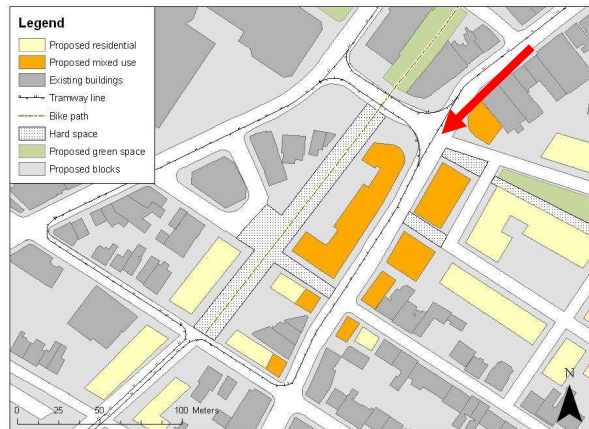 Legend
Proposed residential
Proposed mixed use
Existing buildings
Tramway line
Bike path
Hard space
Proposed green space
Proposed blocks
N
0 25 50 100 Meters